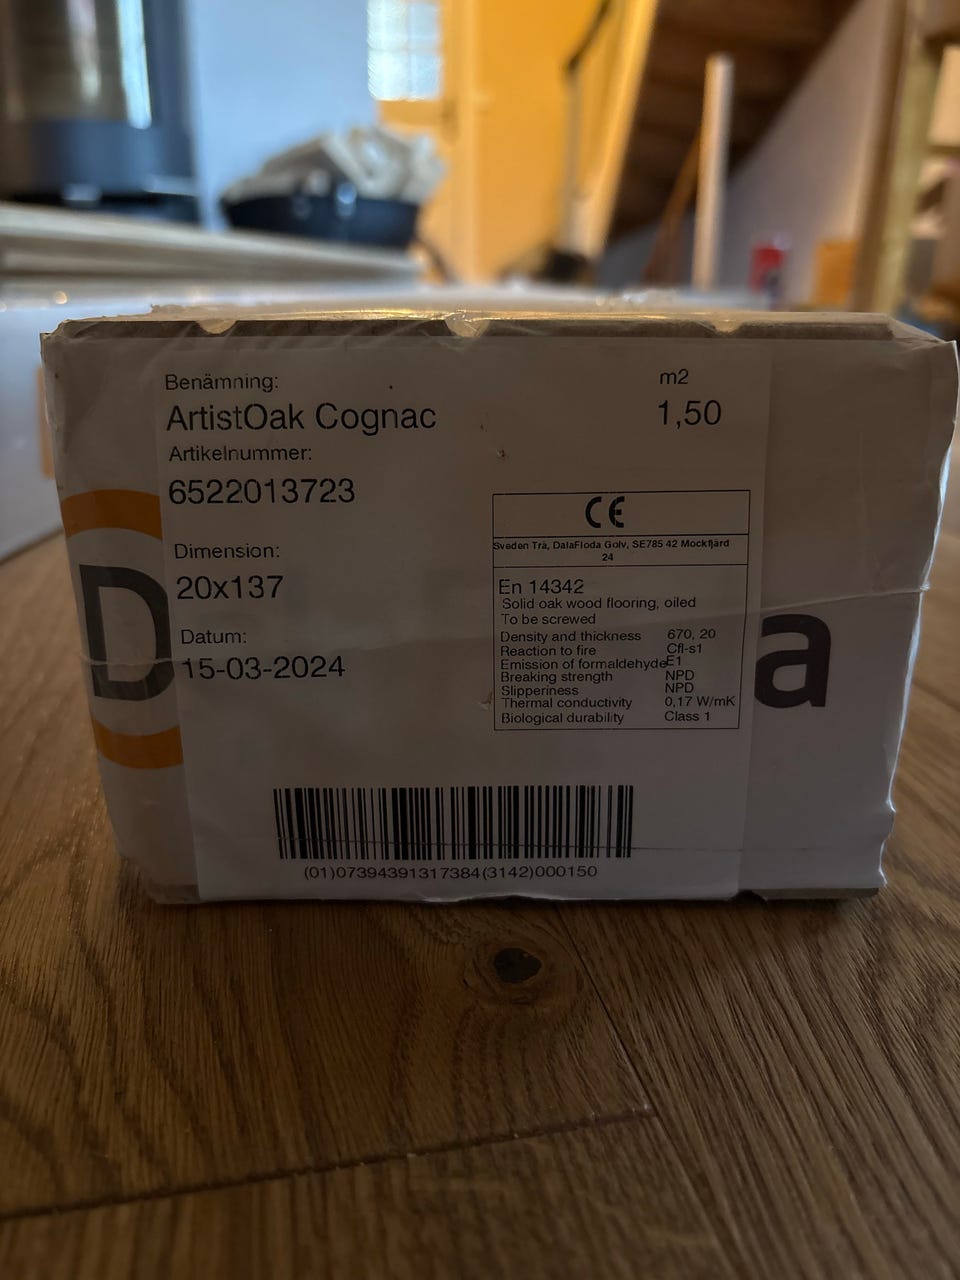 Benämning:
ArtistOak Cognac
m2
1,50
Artikelnummer:
6522013723
Dimension:
20x137
Datum:
15-03-2024
CE
Sveden Trä, DalaFloda Golv, SE785 42 Mockfjärd
24
En 14342
Solid oak wood flooring, oiled
To be screwed
Density and thickness 670, 20
Reaction to fire Cfl-s1
Emission of formaldehyde E1
Breaking strength NPD
Slipperiness NPD
Thermal conductivity 0,17 W/mK
Biological durability Class 1
D
a
(01)07394391317384(3142)000150